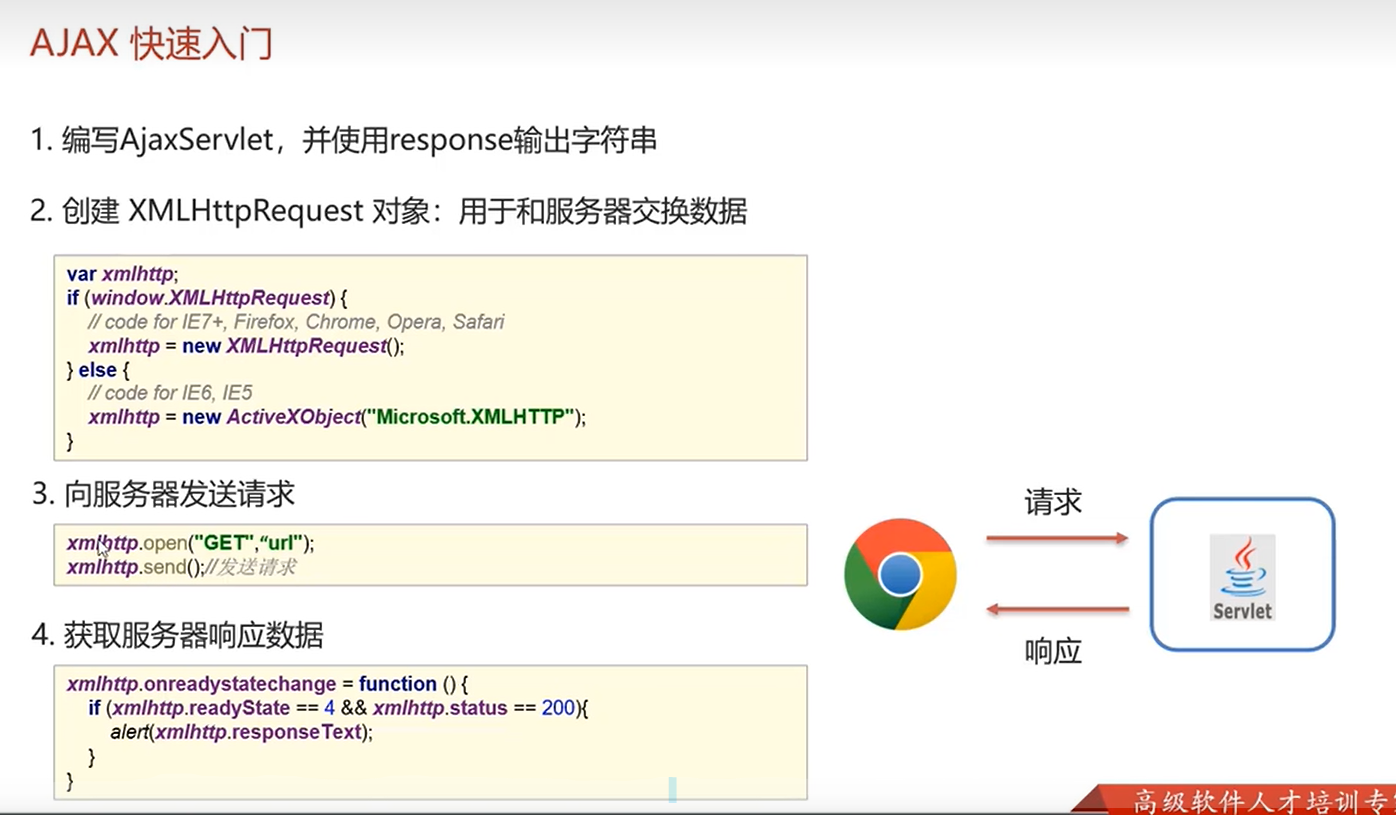 AJAX 快速入门
1. 编写AjaxServlet，并使用response输出字符串
2. 创建 XMLHttpRequest 对象：用于和服务器交换数据
var xmlhttp;
if (window.XMLHttpRequest) {
// code for IE7+, Firefox, Chrome, Opera, Safari
xmlhttp = new XMLHttpRequest();
} else {
// code for IE6, IE5
xmlhttp = new ActiveXObject("Microsoft.XMLHTTP");
}
3. 向服务器发送请求
xmlhttp.open("GET",“url");
xmlhttp.send();//发送请求
4. 获取服务器响应数据
xmlhttp.onreadystatechange = function () {
if (xmlhttp.readyState == 4 && xmlhttp.status == 200){
alert(xmlhttp.responseText);
}
}
请求
Servlet
响应
高级软件人才培训专